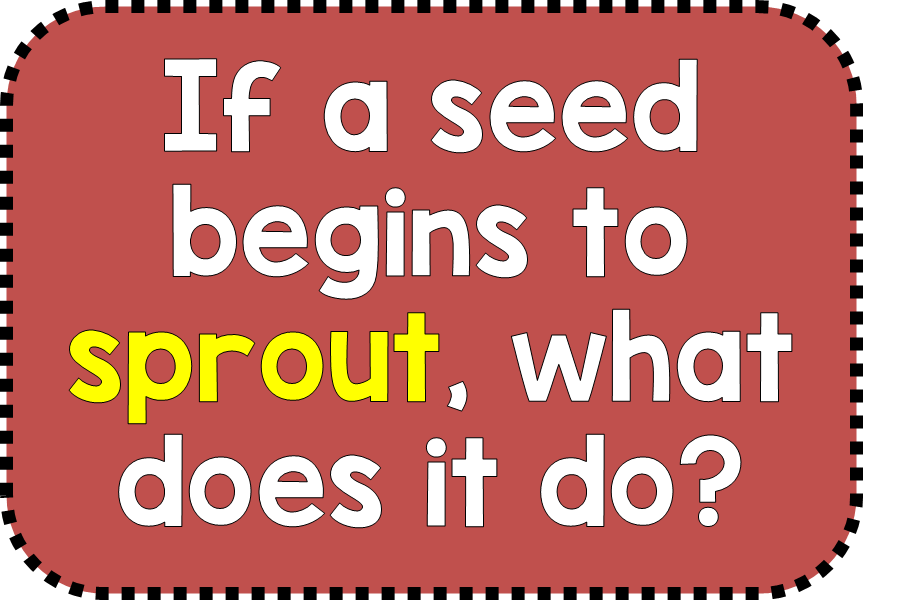 If a seed
begins to
sprout, what
does it do?